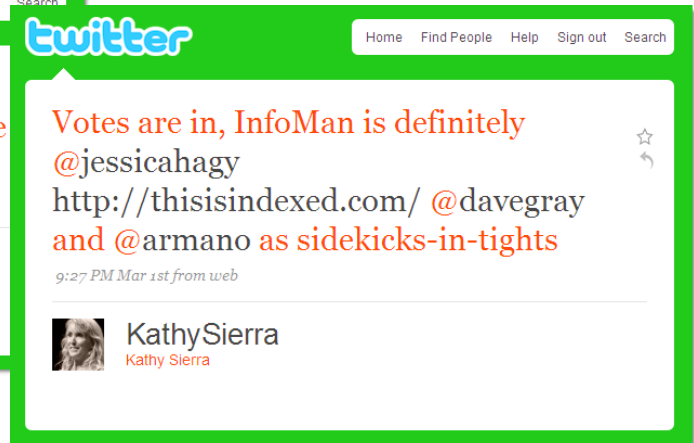 Search
twitter
Home Find People Help Sign out Search
e
Votes are in, InfoMan is definitely
@jessicahagy
http://thisisindexed.com/ @davegray
and @armano as sidekicks-in-tights
9:27 PM Mar 1st from web
KathySierra
Kathy Sierra